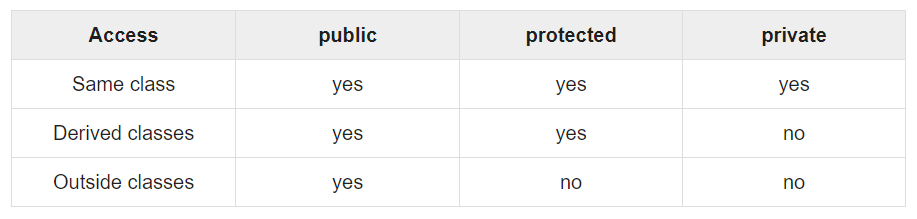 Access public protected private
Same class yes yes yes
Derived classes yes yes no
Outside classes yes no no